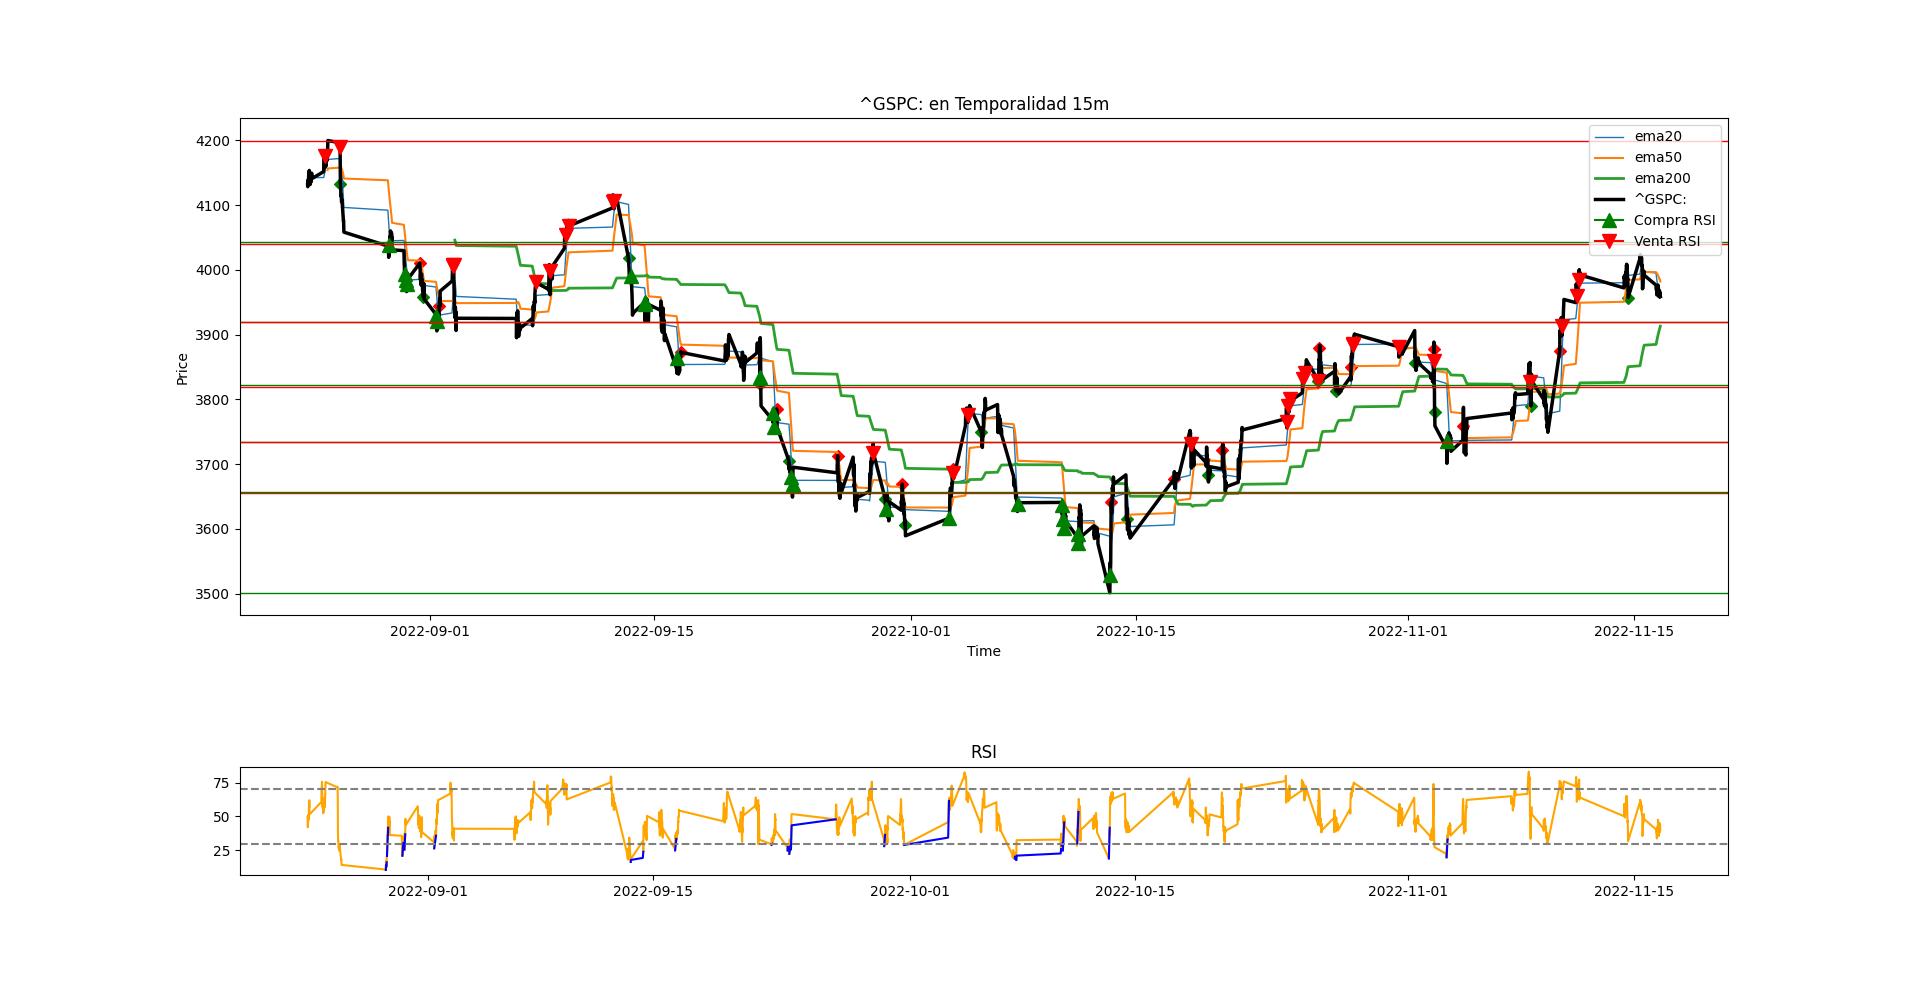 ^GSPC: en Temporalidad 15m
4200
4100
4000
3900
3800
3700
3600
3500
Price
ema20
ema50
ema200
^GSPC:
Compra RSI
Venta RSI
2022-09-01
2022-09-15
2022-10-01
2022-10-15
2022-11-01
2022-11-15
Time
RSI
75
50
25
2022-09-01
2022-09-15
2022-10-01
2022-10-15
2022-11-01
2022-11-15